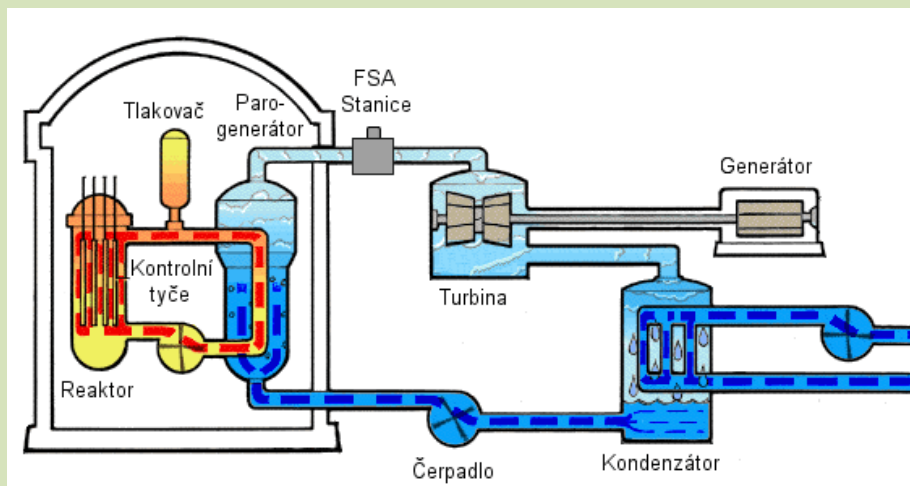 FSA
Stanice
Tlakovač
Paro-
generátor
Generátor
Kontrolní
tyče
Turbina
Reaktor
Čerpadlo
Kondenzátor